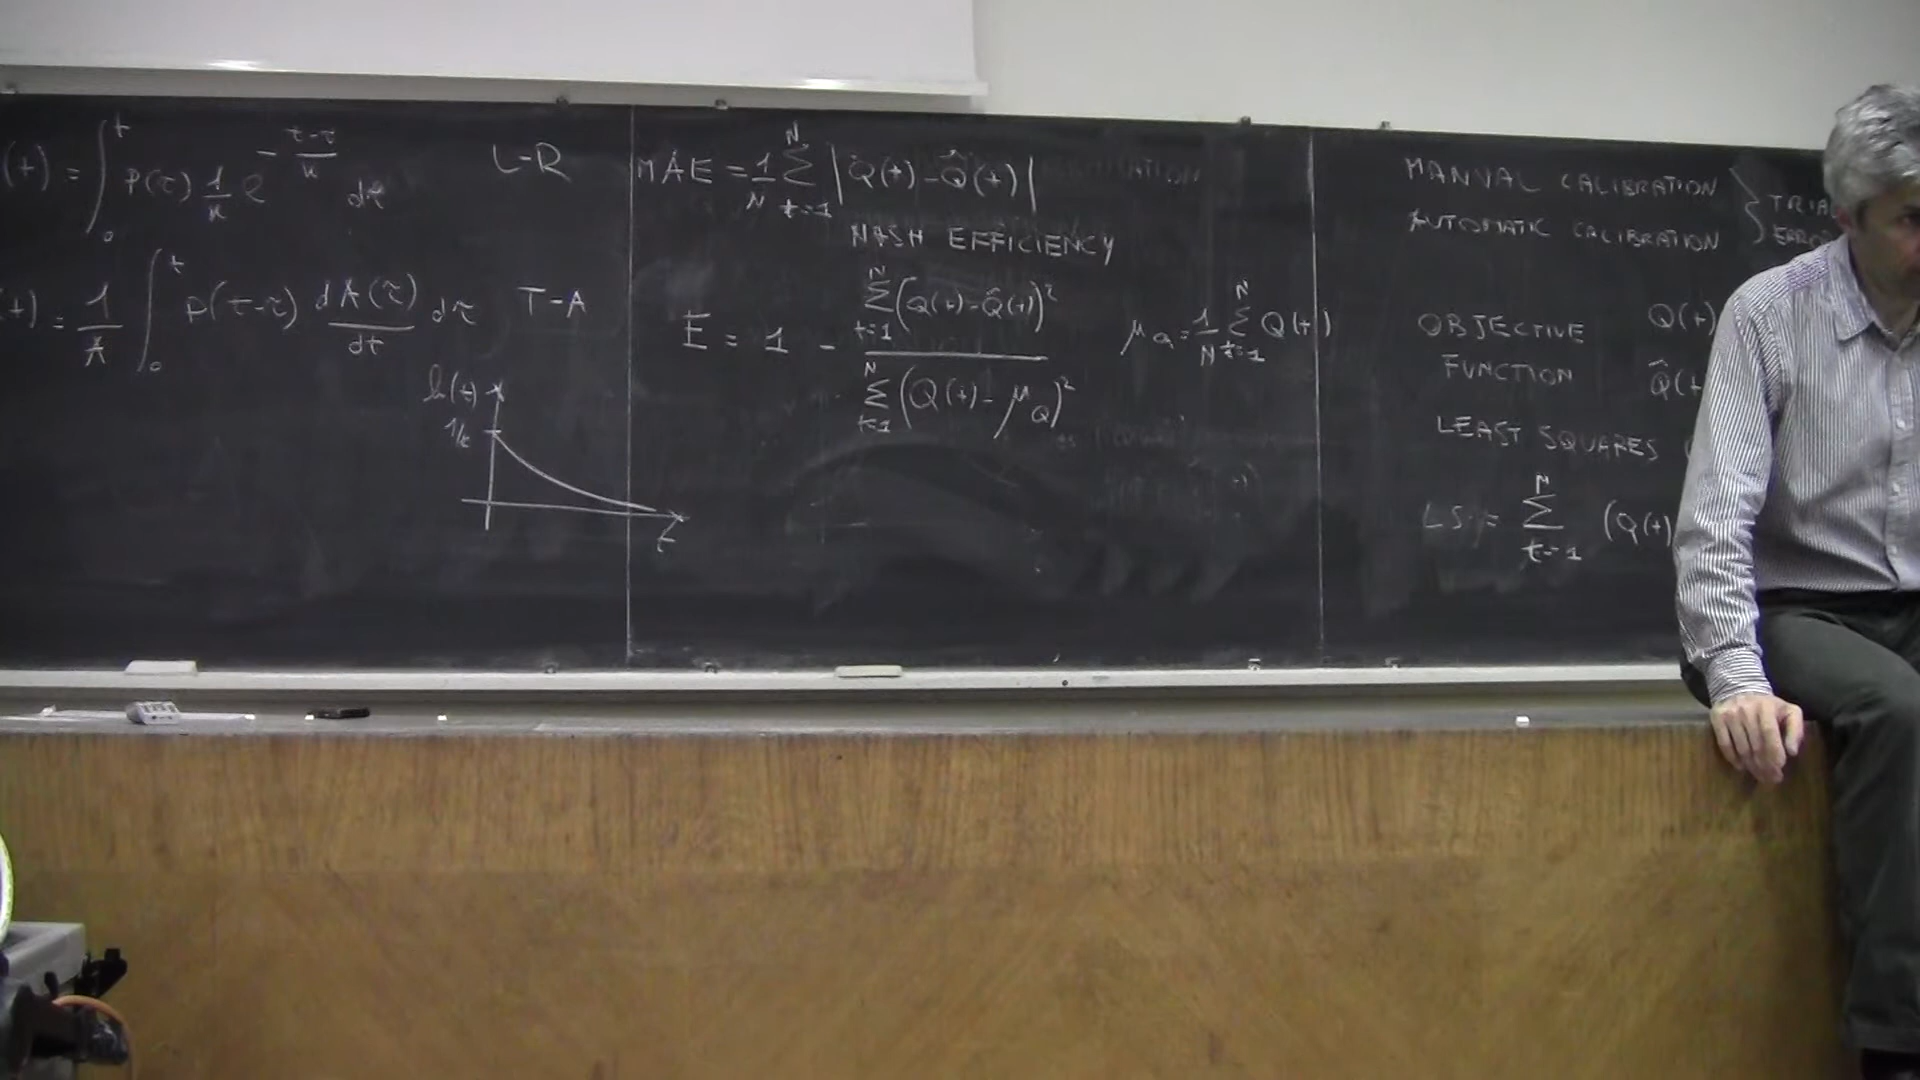 (t) = ∫₀ᵗ P(τ) 1/k e^(-(t-τ)/k) dτ L-R
(t) = 1/A ∫₀ᵗ P(t-τ) dA(τ)/dt dτ T-A
h(t)
1/k
t
MAE = 1/N Σ_{t=1}^{N} |Q(t) - Q̂(t)|
NASH EFFICIENCY
E = 1 - Σ_{t=1}^{N} (Q(t) - Q̂(t))² / Σ_{t=1}^{N} (Q(t) - μ_Q)²
μ_Q = 1/N Σ_{t=1}^{N} Q(t)
MANUAL CALIBRATION
AUTOMATIC CALIBRATION
TRIA
ERRO
OBJECTIVE Q(t)
FUNCTION Q̂(t
LEAST SQUARES
LS = Σ_{t=1}^{N} (Q(t)